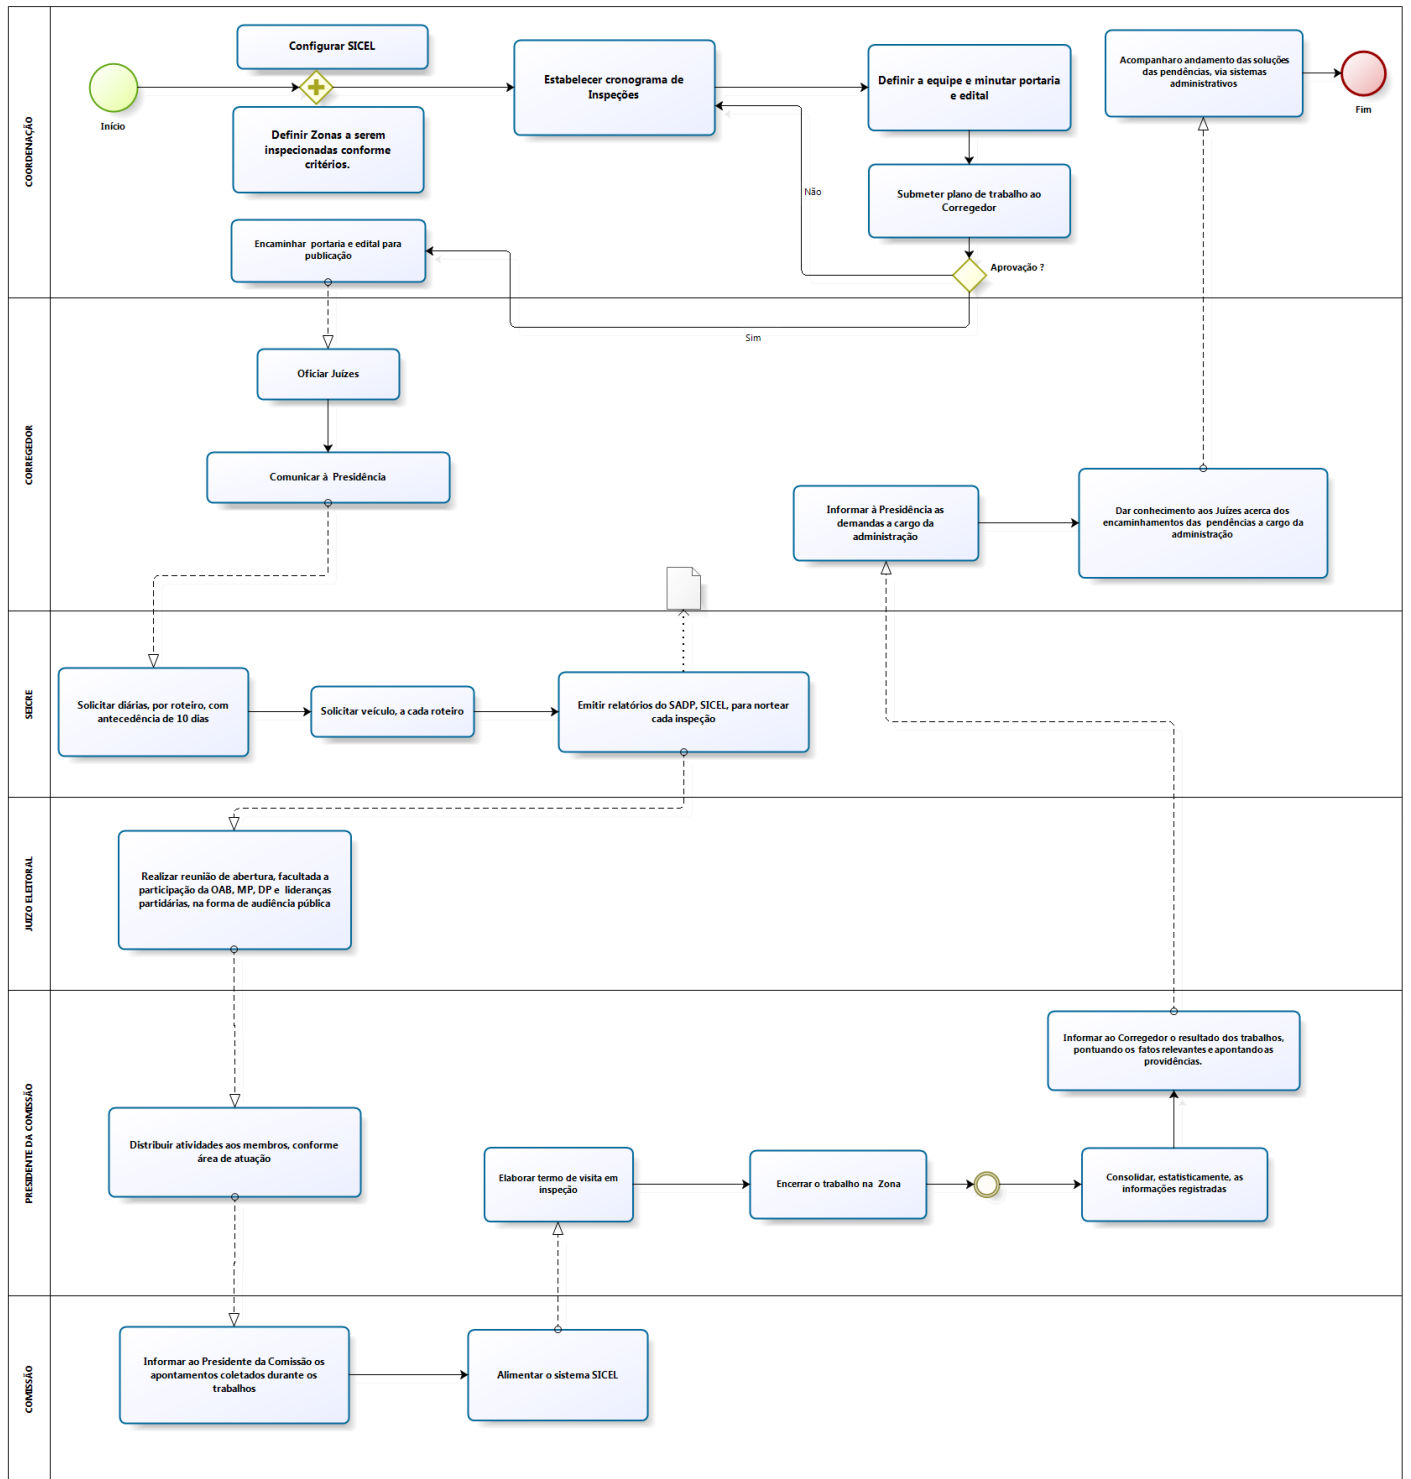 COORDENAÇÃO
Configurar SICEL
Início
Definir Zonas a serem
inspecionadas conforme
critérios.
Estabelecer cronograma de
Inspeções
Definir a equipe e minutar portaria
e edital
Acompanharo andamento das soluções
das pendências, via sistemas
administrativos
Fim
Submeter plano de trabalho ao
Corregedor
Não
Aprovação ?
Encaminhar portaria e edital para
publicação
Sim
CORREGEDOR
Oficiar Juízes
Comunicar à Presidência
Informar à Presidência as
demandas a cargo da
administração
Dar conhecimento aos Juízes acerca dos
encaminhamentos das pendências a cargo da
administração
SEICRE
Solicitar diárias, por roteiro, com
antecedência de 10 dias
Solicitar veículo, a cada roteiro
Emitir relatórios do SADP, SICEL, para nortear
cada inspeção
JUIZO ELEITORAL
Realizar reunião de abertura, facultada a
participação da OAB, MP, DP e lideranças
partidárias, na forma de audiência pública
PRESIDENTE DA COMISSÃO
Informar ao Corregedor o resultado dos trabalhos,
pontuando os fatos relevantes e apontando as
providências.
Distribuir atividades aos membros, conforme
área de atuação
Elaborar termo de visita em
inspeção
Encerrar o trabalho na Zona
Consolidar, estatisticamente, as
informações registradas
COMISSÃO
Informar ao Presidente da Comissão os
apontamentos coletados durante os
trabalhos
Alimentar o sistema SICEL